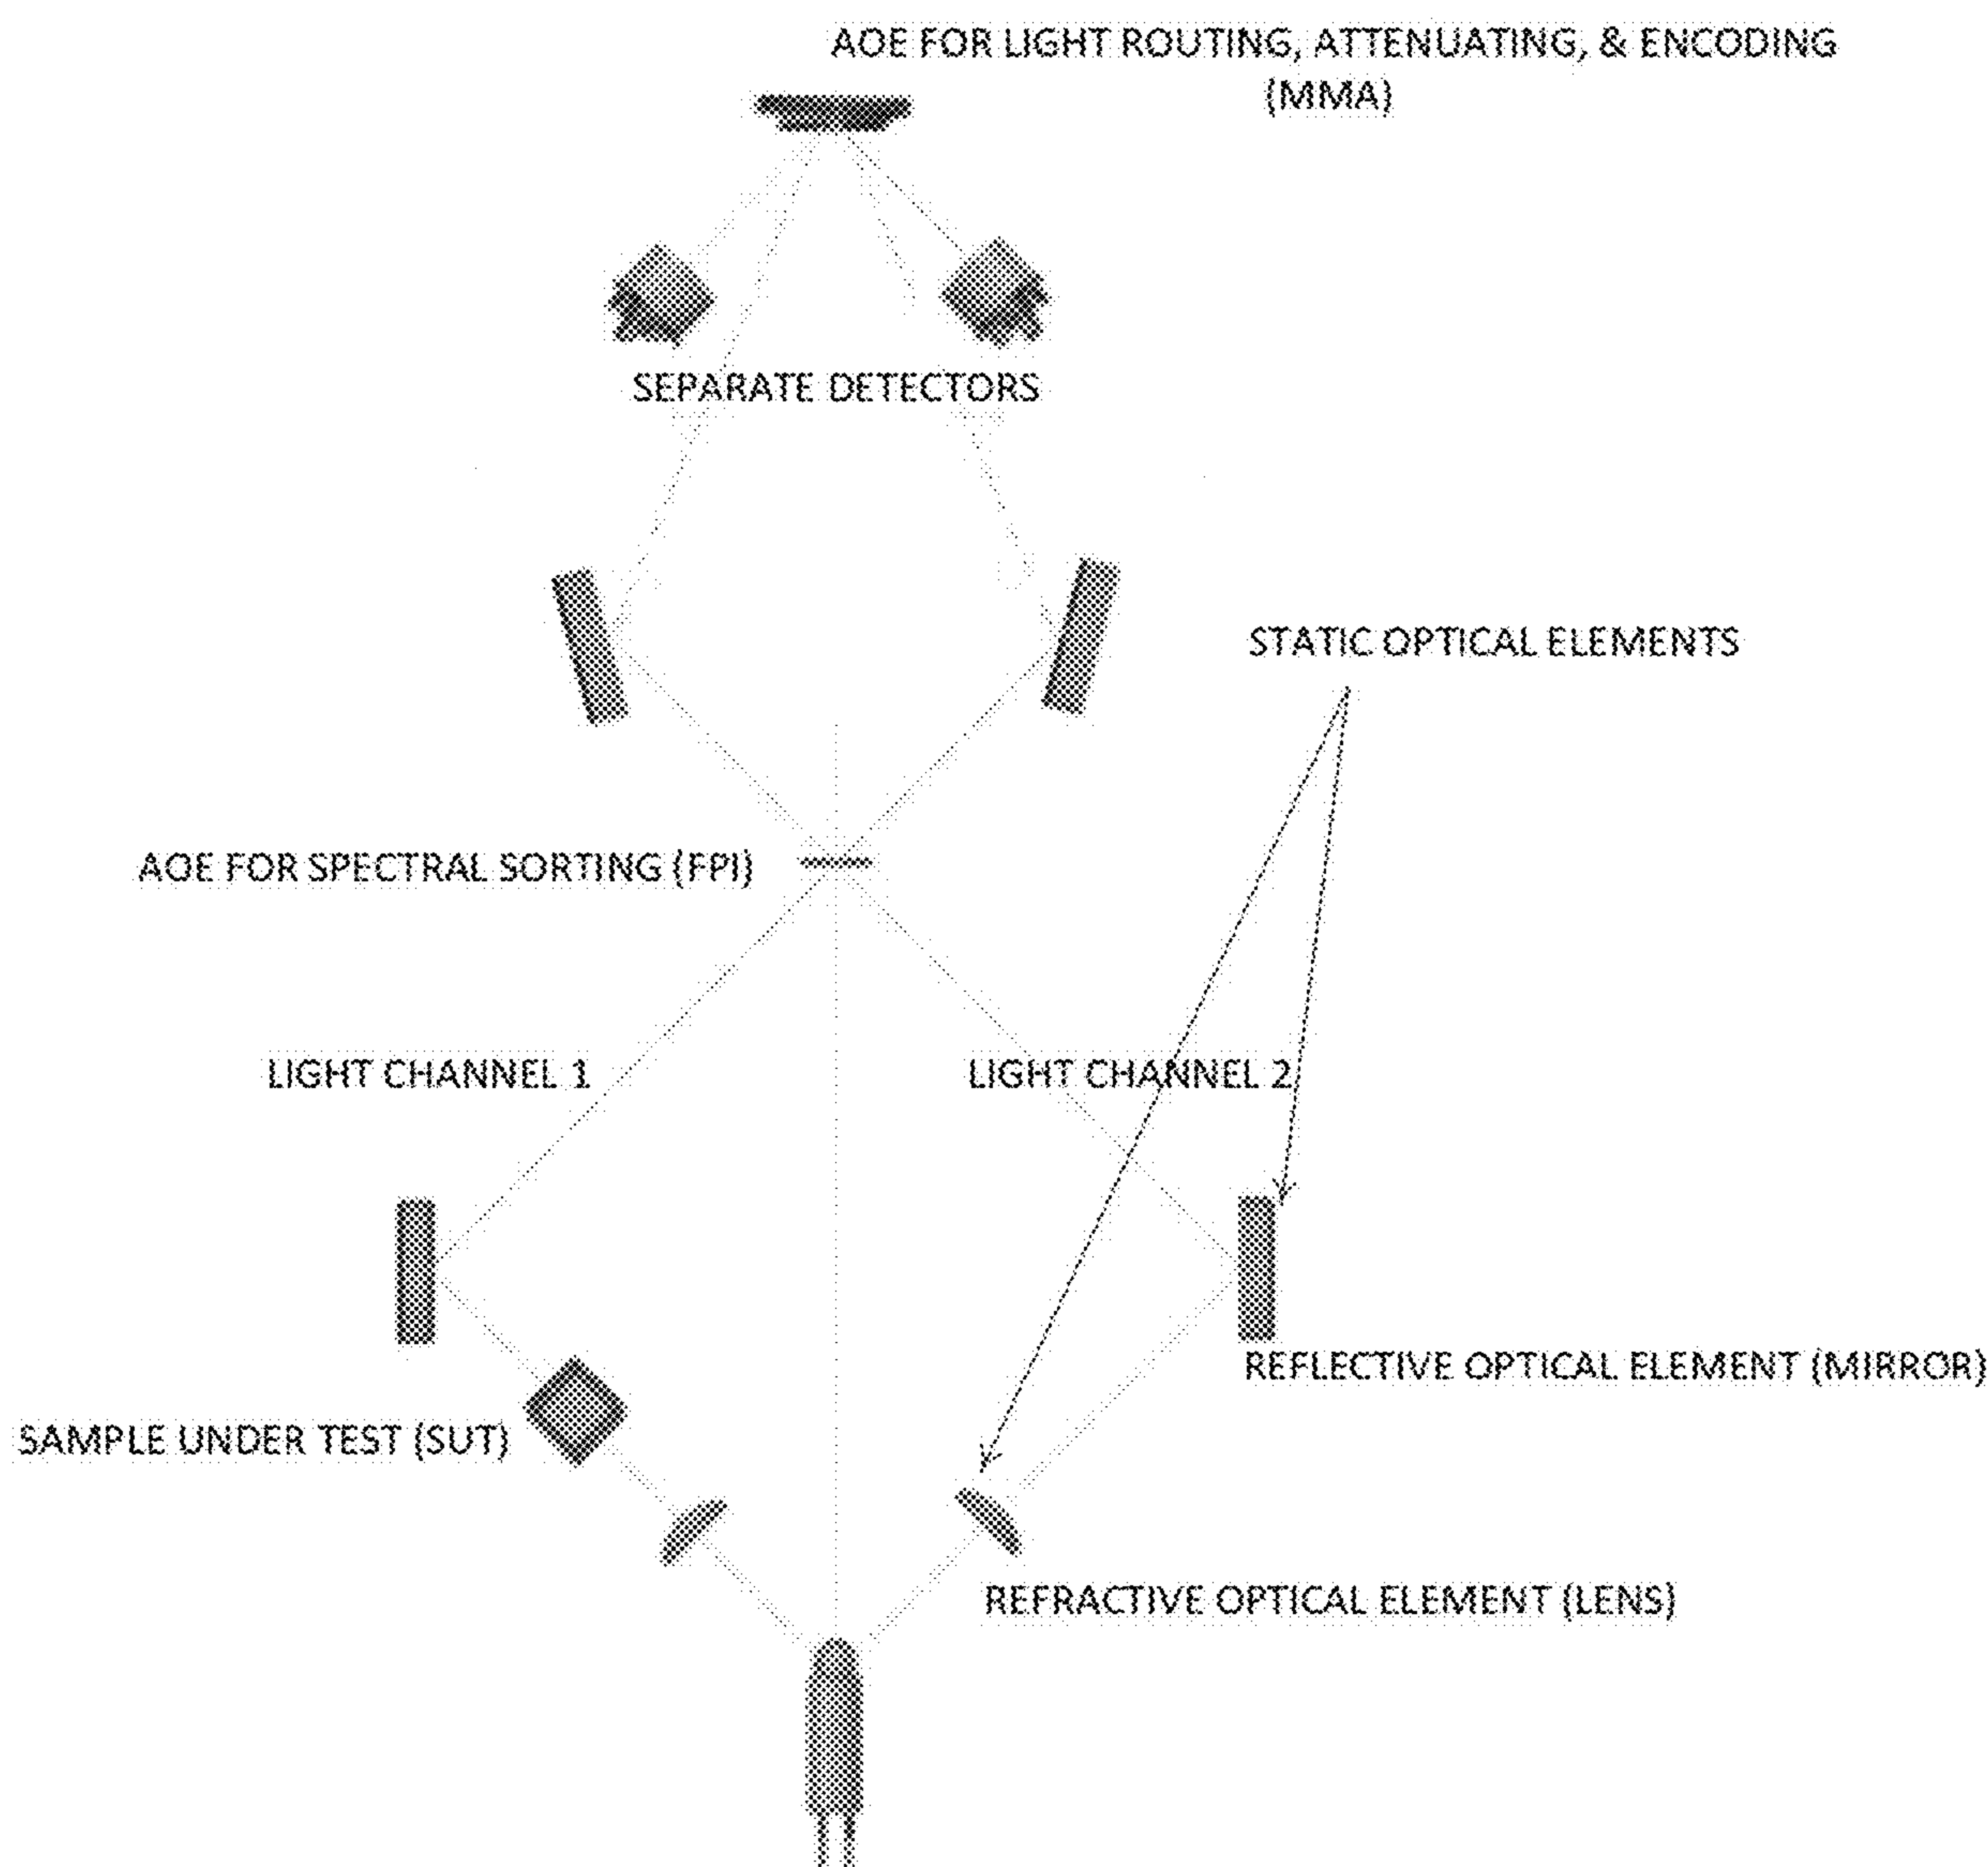 AOE FOR LIGHT ROUTING, ATTENUATING, & ENCODING
(MMA)
SEPARATE DETECTORS
STATIC OPTICAL ELEMENTS
AOE FOR SPECTRAL SORTING (FPI)
LIGHT CHANNEL 1
LIGHT CHANNEL 2
REFLECTIVE OPTICAL ELEMENT (MIRROR)
SAMPLE UNDER TEST (SUT)
REFRACTIVE OPTICAL ELEMENT (LENS)